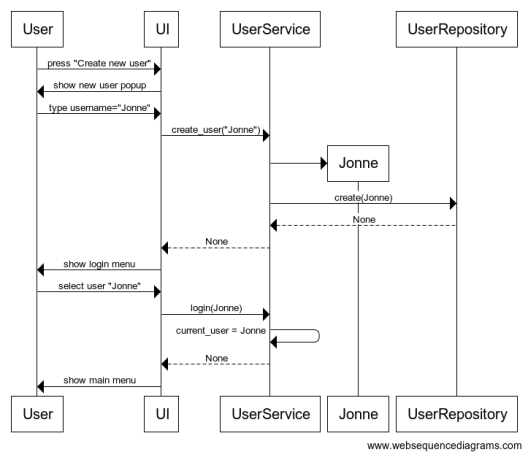 User UI UserService UserRepository
press "Create new user"
show new user popup
type username="Jonne"
create_user("Jonne")
Jonne
create(Jonne)
None
None
show login menu
select user "Jonne"
login(Jonne)
current_user = Jonne
None
show main menu
User UI UserService Jonne UserRepository
www.websequencediagrams.com